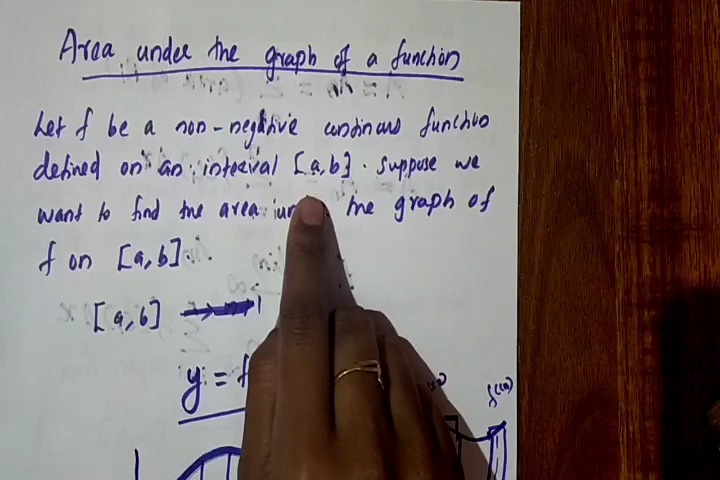 Area under the graph of a function
Let f be a non-negative continuous function
defined on an interval [a,b]. suppose we
want to find the area the graph of
f on [a,b].
[a,b]
y = f